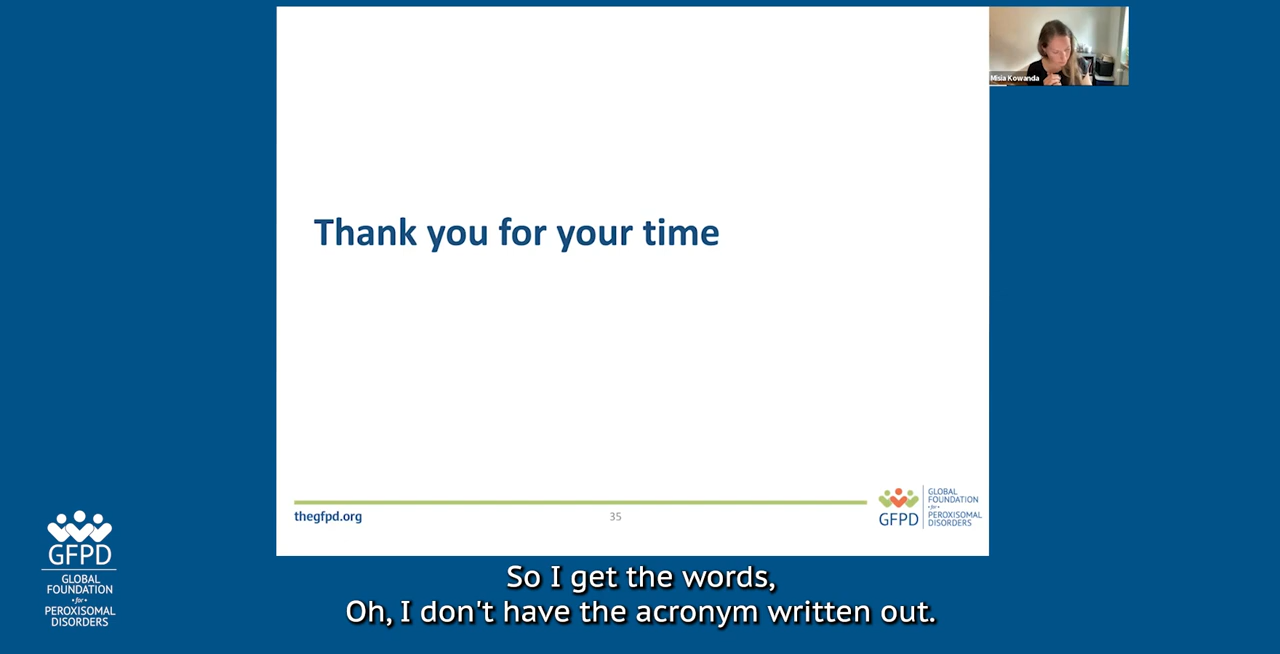 Misia Kowanda
Thank you for your time
thegfpd.org
35
GFPD
GLOBAL
FOUNDATION
• for •
PEROXISOMAL
DISORDERS
GFPD
GLOBAL
FOUNDATION
• for •
PEROXISOMAL
DISORDERS
So I get the words,
Oh, I don't have the acronym written out.